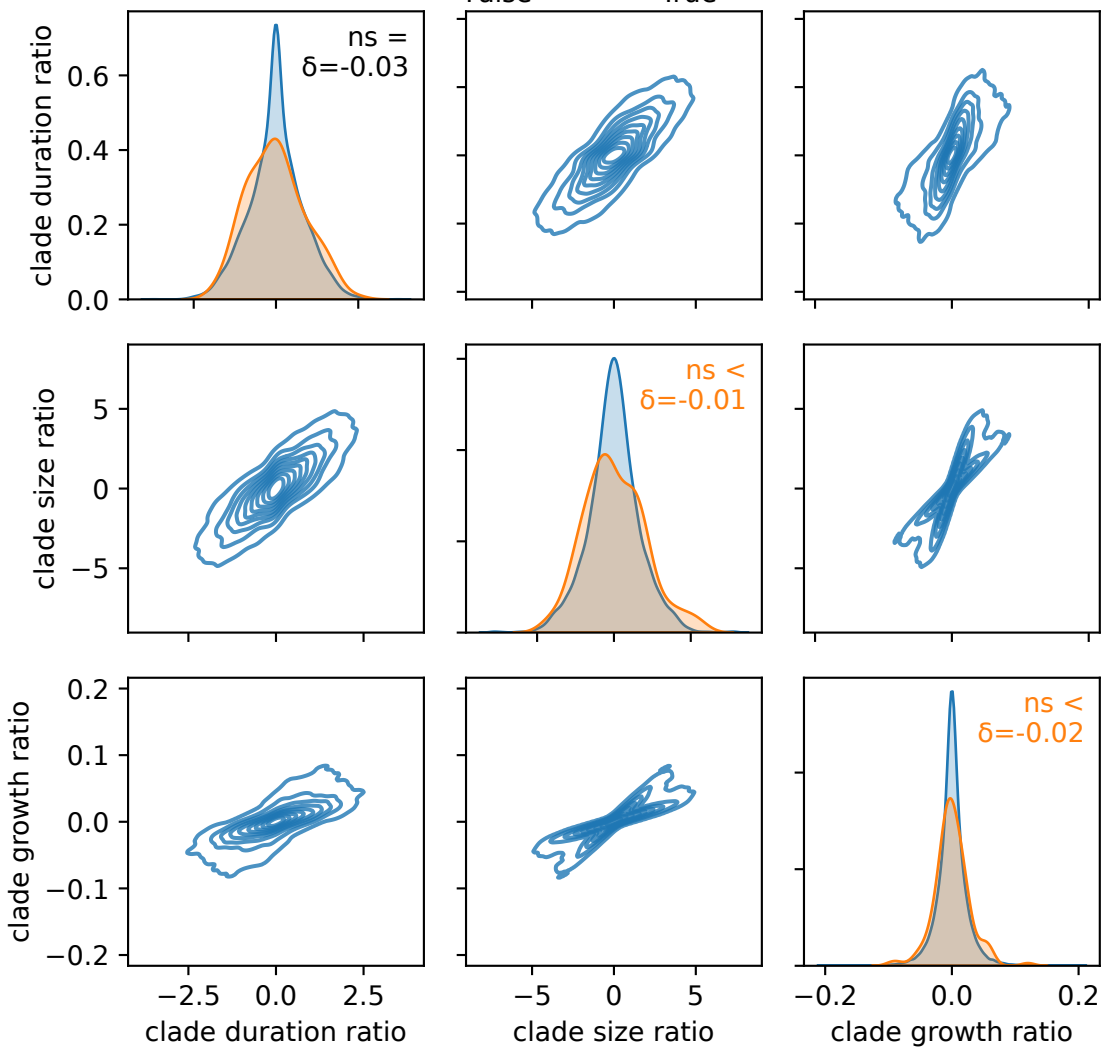 True
ns =
δ=-0.03
clade duration ratio
0.6
0.4
0.2
0.0
ns <
δ=-0.01
clade size ratio
5
0
−5
ns <
δ=-0.02
clade growth ratio
0.2
0.1
0.0
−0.1
−0.2
−2.5 0.0 2.5
−5 0 5
−0.2 0.0 0.2
clade duration ratio
clade size ratio
clade growth ratio